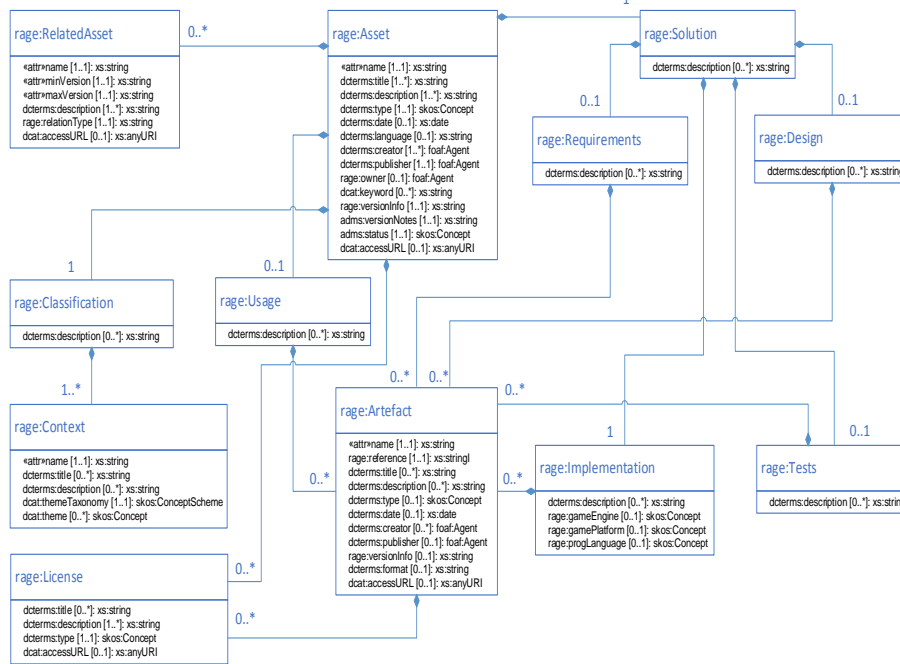 1
rage:RelatedAsset
«attr»name [1..1]: xs:string
«attr»minVersion [1..1]: xs:string
«attr»maxVersion [1..1]: xs:string
dcterms:description [1..*]: xs:string
rage:relationType [1..1]: xs:string
dcat:accessURL [0..1]: xs:anyURI
0..*
rage:Asset
«attr»name [1..1]: xs:string
dcterms:title [1..*]: xs:string
dcterms:description [1..*]: xs:string
dcterms:type [1..1]: skos:Concept
dcterms:date [0..1]: xs:date
dcterms:language [0..1]: xs:string
dcterms:creator [1..*]: foaf:Agent
dcterms:publisher [1..1]: foaf:Agent
rage:owner [0..1]: foaf:Agent
dcat:keyword [0..*]: xs:string
rage:versionInfo [1..1]: xs:string
adms:versionNotes [1..1]: xs:string
adms:status [1..1]: skos:Concept
dcat:accessURL [0..1]: xs:anyURI
rage:Solution
dcterms:description [0..*]: xs:string
0..1
0..1
rage:Requirements
dcterms:description [0..*]: xs:string
rage:Design
dcterms:description [0..*]: xs:string
1
0..1
rage:Classification
dcterms:description [0..*]: xs:string
rage:Usage
dcterms:description [0..*]: xs:string
1..*
0..*
0..*
rage:Context
«attr»name [1..1]: xs:string
dcterms:title [0..*]: xs:string
dcterms:description [0..*]: xs:string
dcat:themeTaxonomy [1..1]: skos:ConceptScheme
dcat:theme [0..*]: skos:Concept
0..*
rage:Artefact
«attr»name [1..1]: xs:string
rage:reference [1..1]: xs:stringl
dcterms:title [0..*]: xs:string
dcterms:description [0..*]: xs:string
dcterms:type [0..1]: skos:Concept
dcterms:date [0..1]: xs:date
dcterms:creator [0..*]: foaf:Agent
dcterms:publisher [0..1]: foaf:Agent
rage:versionInfo [0..1]: xs:string
dcterms:format [0..1]: xs:string
dcat:accessURL [0..1]: xs:anyURI
0..*
0..*
1
rage:Implementation
dcterms:description [0..*]: xs:string
rage:gameEngine [0..1]: skos:Concept
rage:gamePlatform [0..1]: skos:Concept
rage:progLanguage [0..1]: skos:Concept
0..1
rage:Tests
dcterms:description [0..*]: xs:string
rage:License
dcterms:title [0..*]: xs:string
dcterms:description [1..*]: xs:string
dcterms:type [1..1]: skos:Concept
dcat:accessURL [0..1]: xs:anyURI
0..*
0..*